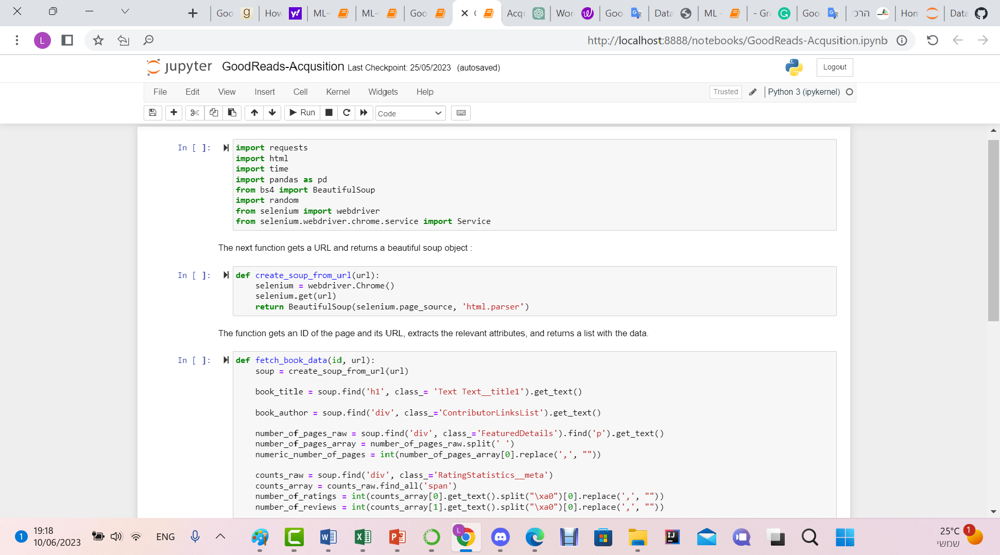 Goo g How y! ML- ML- Goo Acqu Wor Goo Data ML - - Gra Goo הרכי Hom Data
L http://localhost:8888/notebooks/GoodReads-Acqusition.ipynb
jupyter GoodReads-Acqusition Last Checkpoint: 25/05/2023 (autosaved) Logout
File Edit View Insert Cell Kernel Widgets Help Trusted Python 3 (ipykernel)
Run Code
In [ ]: import requests
import html
import time
import pandas as pd
from bs4 import BeautifulSoup
import random
from selenium import webdriver
from selenium.webdriver.chrome.service import Service
The next function gets a URL and returns a beautiful soup object :
In [ ]: def create_soup_from_url(url):
selenium = webdriver.Chrome()
selenium.get(url)
return BeautifulSoup(selenium.page_source, 'html.parser')
The function gets an ID of the page and its URL, extracts the relevant attributes, and returns a list with the data.
In [ ]: def fetch_book_data(id, url):
soup = create_soup_from_url(url)
book_title = soup.find('h1', class_= 'Text Text__title1').get_text()
book_author = soup.find('div', class_='ContributorLinksList').get_text()
number_of_pages_raw = soup.find('div', class_='FeaturedDetails').find('p').get_text()
number_of_pages_array = number_of_pages_raw.split(' ')
numeric_number_of_pages = int(number_of_pages_array[0].replace(',', ""))
counts_raw = soup.find('div', class_='RatingStatistics__meta')
counts_array = counts_raw.find_all('span')
number_of_ratings = int(counts_array[0].get_text().split("\xa0")[0].replace(',', ""))
number_of_reviews = int(counts_array[1].get_text().split("\xa0")[0].replace(',', ""))
1 19:18 ENG 25°C 1
10/06/2023 שמשי